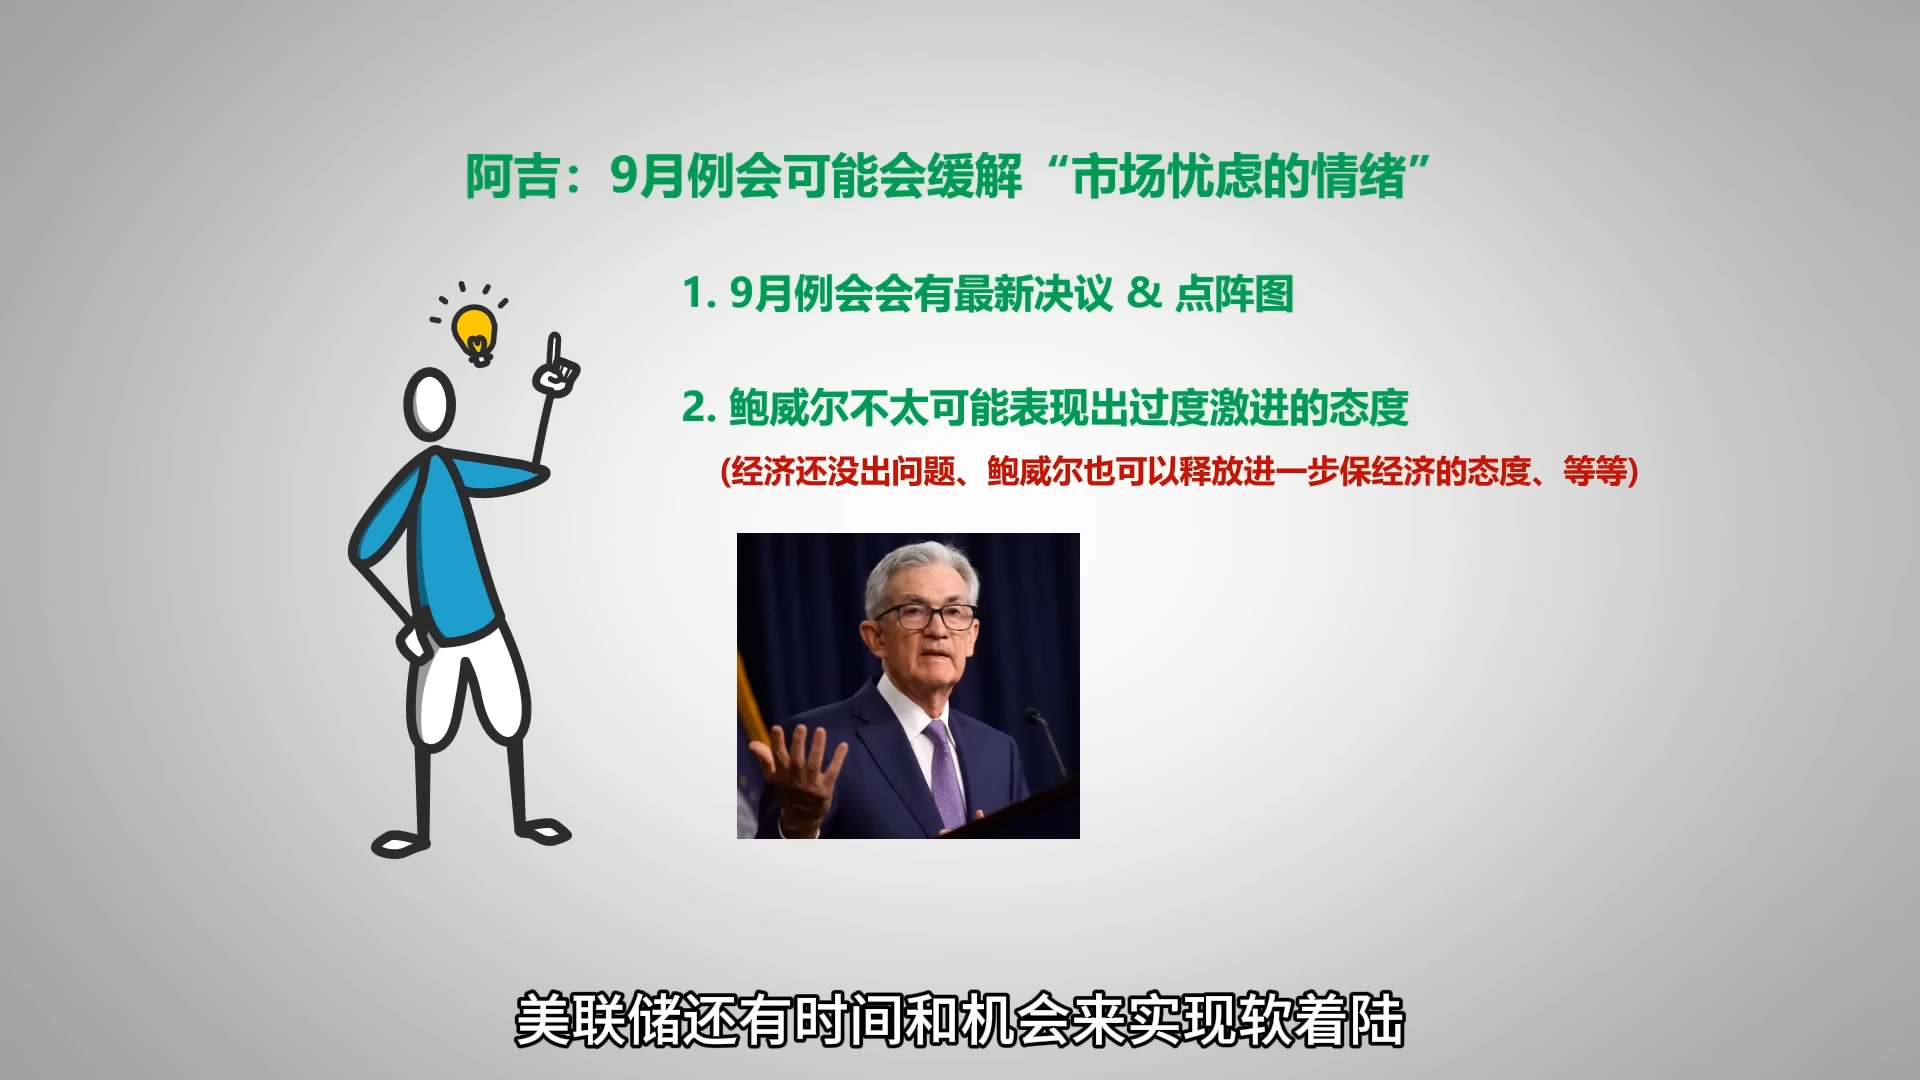 阿吉：9月例会可能会缓解“市场忧虑的情绪”
1. 9月例会会有最新决议 & 点阵图
2. 鲍威尔不太可能表现出过度激进的态度
(经济还没出问题、鲍威尔也可以释放进一步保经济的态度、等等)
美联储还有时间和机会来实现软着陆